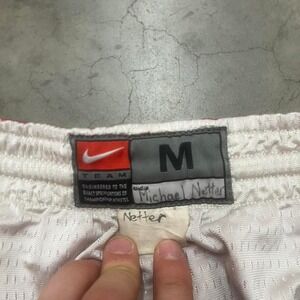 M
TEAM
ENGINEERED TO THE
EXACT SPECIFICATIONS OF
CHAMPIONSHIP ATHLETES
Michael Netter
Netter